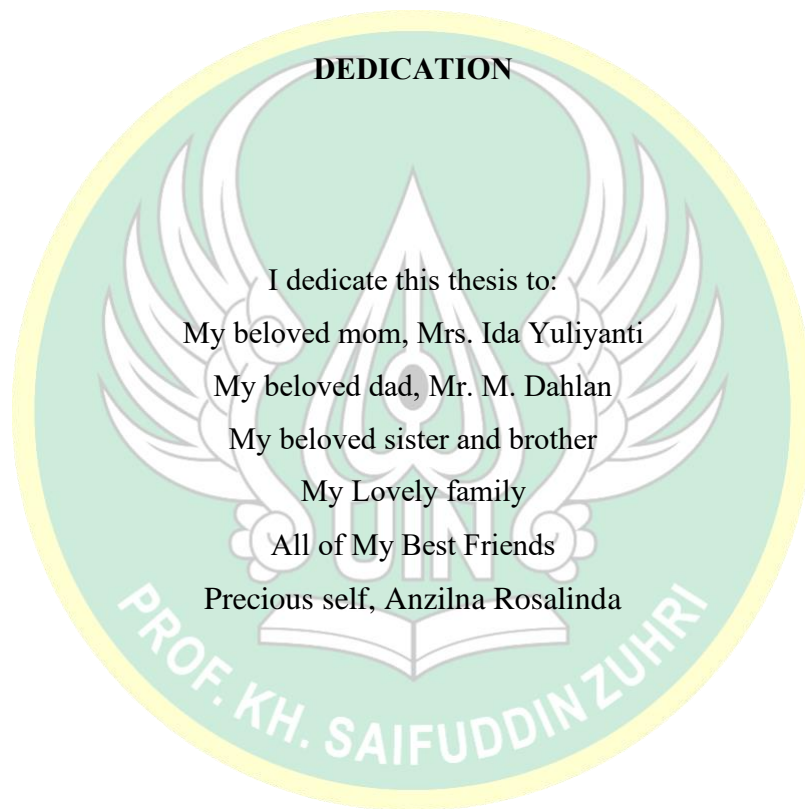 DEDICATION
I dedicate this thesis to:
My beloved mom, Mrs. Ida Yuliyanti
My beloved dad, Mr. M. Dahlan
My beloved sister and brother
My Lovely family
All of My Best Friends
Precious self, Anzilna Rosalinda
UIN
PROF. KH. SAIFUDDIN ZUHRI